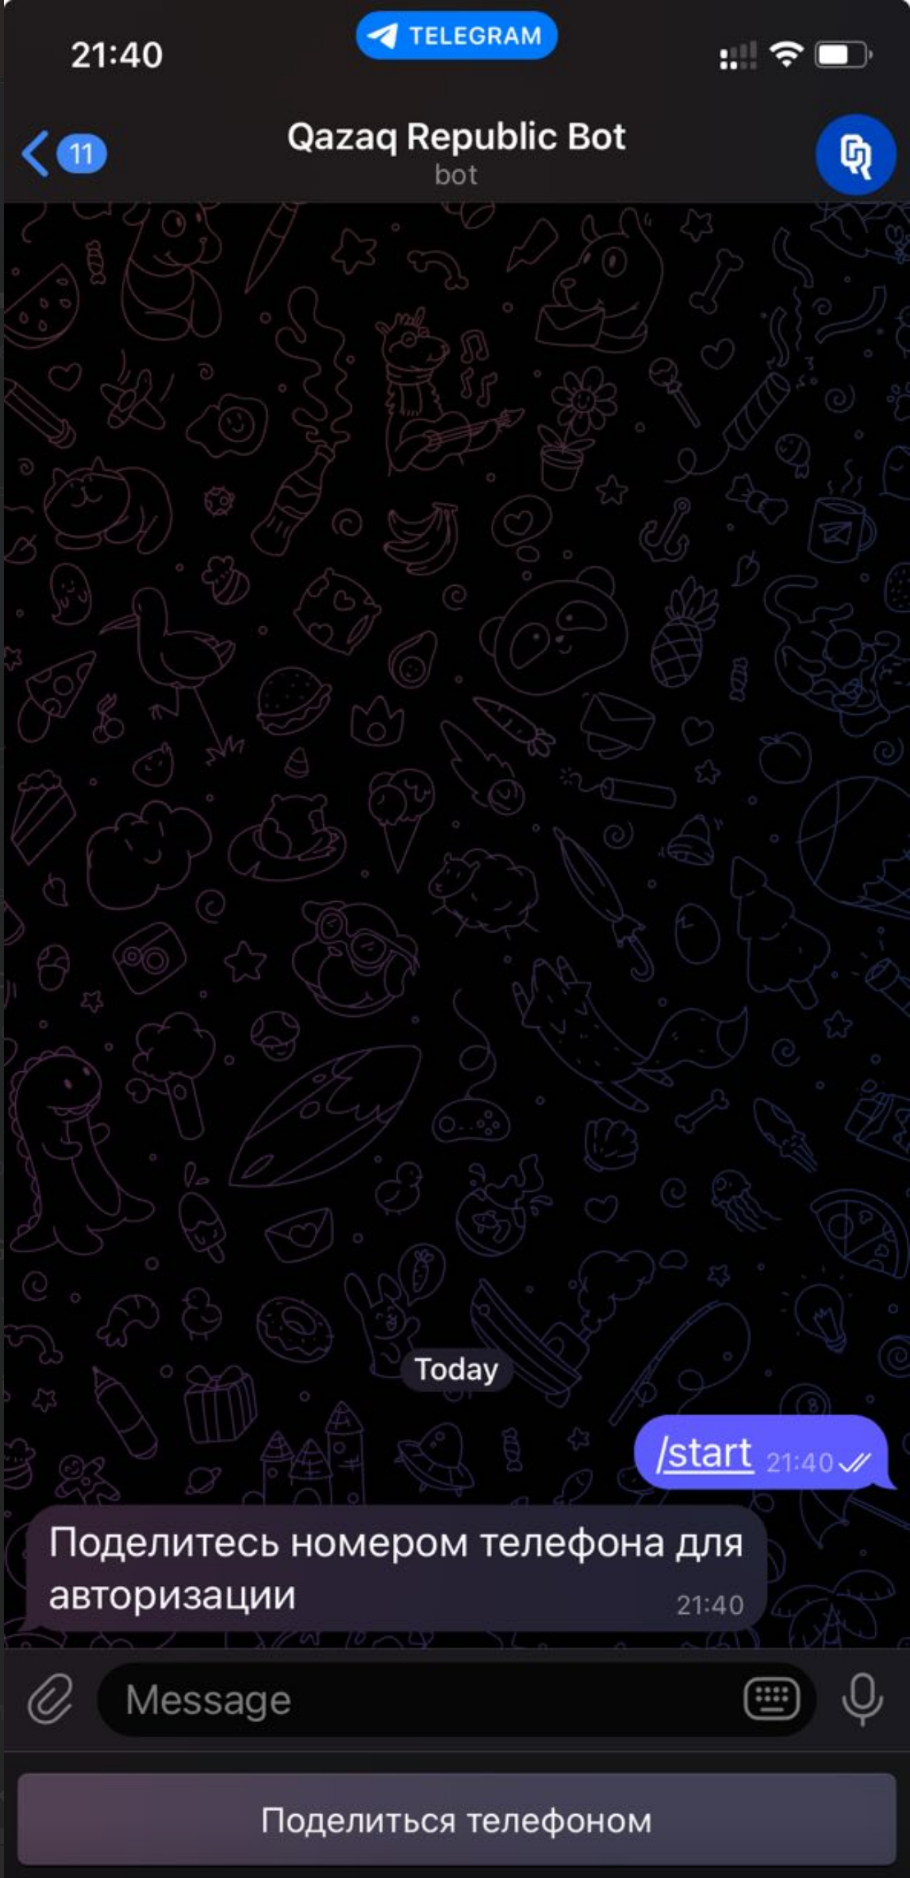 21:40
TELEGRAM
11
Qazaq Republic Bot
bot
Today
/start 21:40
Поделитесь номером телефона для
авторизации
21:40
Message
Поделиться телефоном